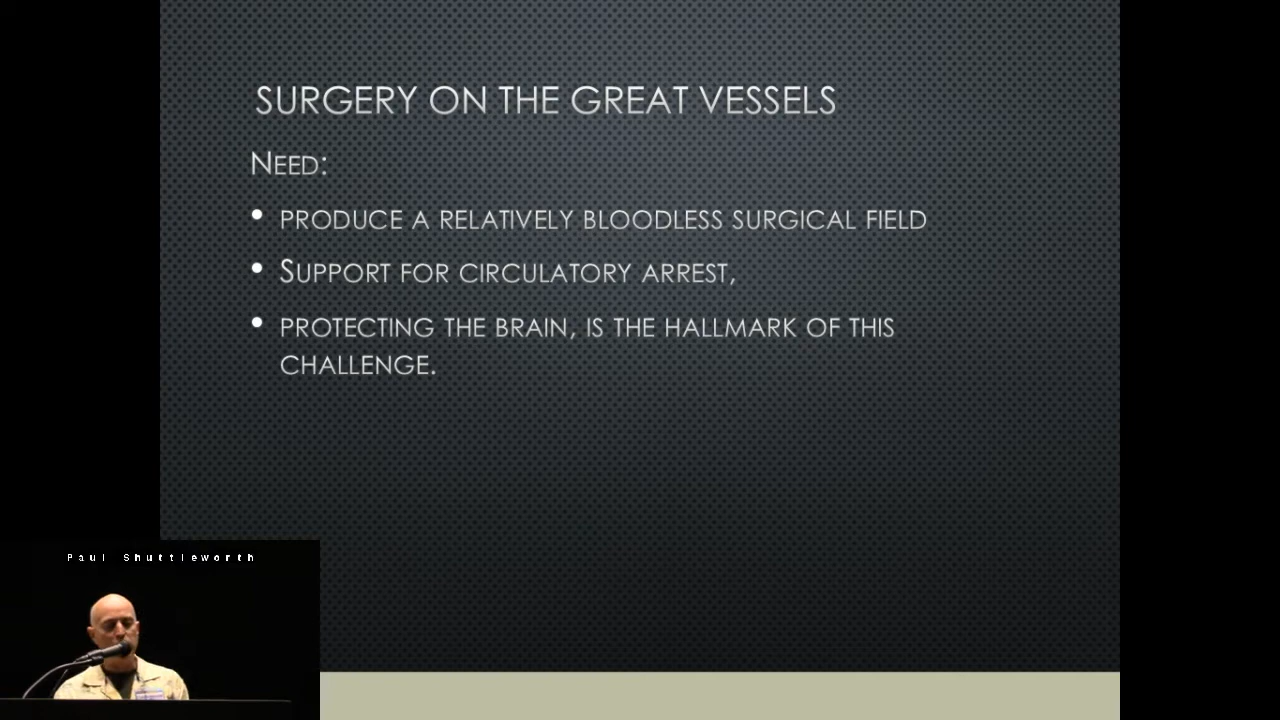 SURGERY ON THE GREAT VESSELS
NEED:
• PRODUCE A RELATIVELY BLOODLESS SURGICAL FIELD
• SUPPORT FOR CIRCULATORY ARREST,
• PROTECTING THE BRAIN, IS THE HALLMARK OF THIS
CHALLENGE.
Paul Shuttleworth